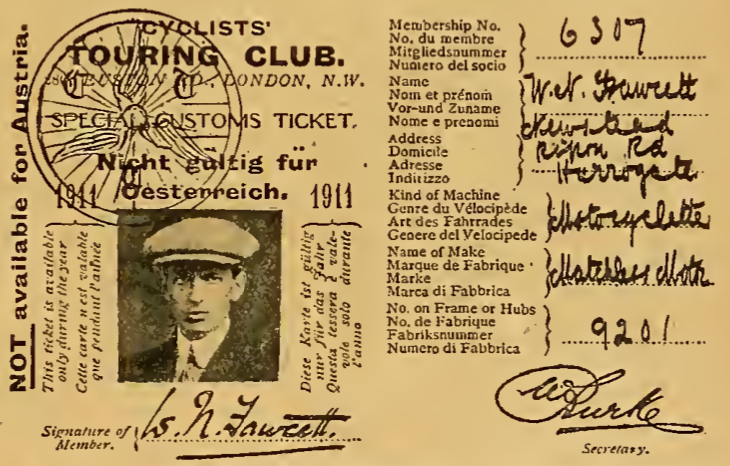 CYCLISTS'
TOURING CLUB.
280, EUSTON RD., LONDON, N.W.
C T C
SPECIAL CUSTOMS TICKET.
Nicht gültig für
1911 Oesterreich. 1911
NOT available for Austria.
This ticket is available
only during the year
Cette carte n'est valable
que pendant l'année
Diese Karte ist gültig
nur für das Jahr
Questa tessera è vale-
vole solo durante
l'anno
Signature of
Member.
W. N. Fawcett.
Membership No.
No. du membre
Mitgliedsnummer
Numero del socio
6307
Name
Nom et prénom
Vor-und Zuname
Nome e prenomi
W. N. Fawcett
Address
Domicile
Adresse
Indirizzo
Newstead
Ripon Rd
Harrogate
Kind of Machine
Genre du Vélocipède
Art des Fahrrades
Genere del Velocipede
Motocyclette
Name of Make
Marque de Fabrique
Marke
Marca di Fabbrica
Matchless Motor
No. on Frame or Hubs
No. de Fabrique
Fabriksnummer
Numero di Fabbrica
9201
Secretary.